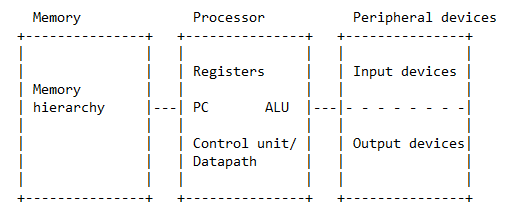 Memory Processor Peripheral devices
Registers Input devices
Memory
hierarchy PC ALU
Control unit/ Output devices
Datapath